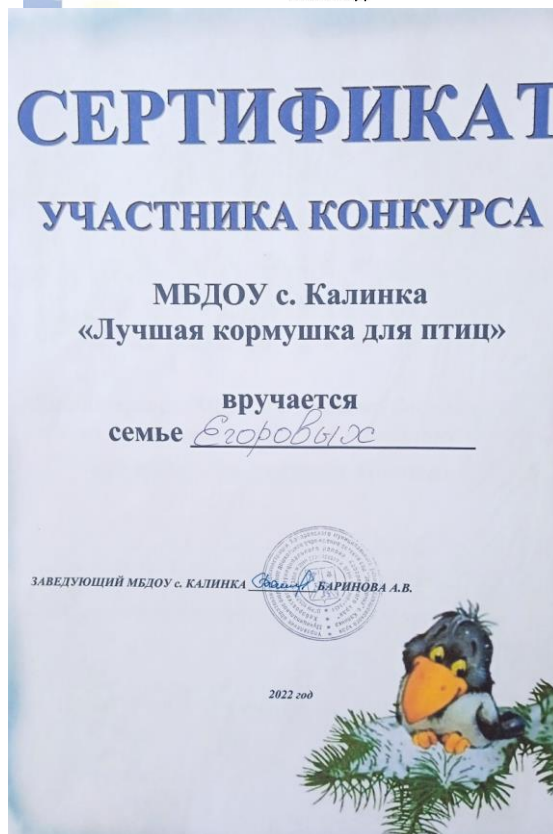 СЕРТИФИКАТ
УЧАСТНИКА КОНКУРСА
МБДОУ с. Калинка
«Лучшая кормушка для птиц»
вручается
семье Егоровых
ЗАВЕДУЮЩИЙ МБДОУ с. КАЛИНКА БАРИНОВА А.В.
2022 год